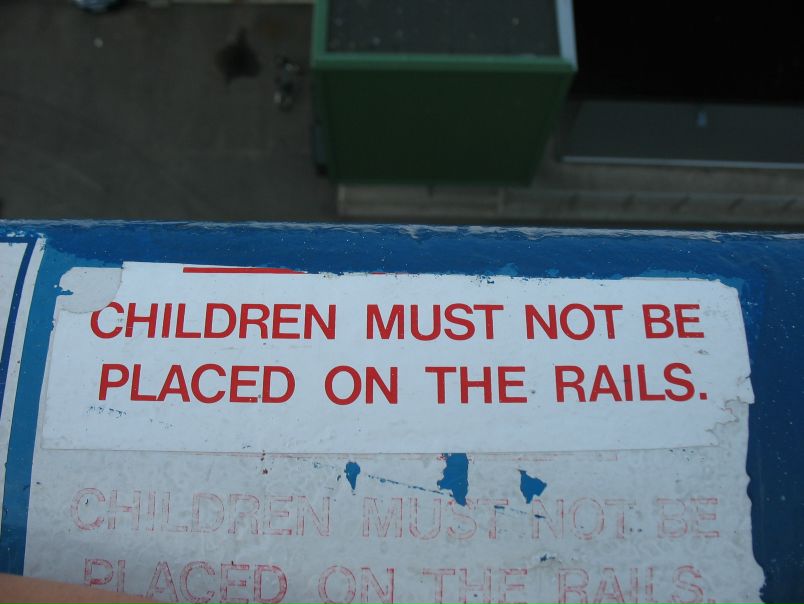 CHILDREN MUST NOT BE
PLACED ON THE RAILS.
CHILDREN MUST NOT BE
PLACED ON THE RAILS.